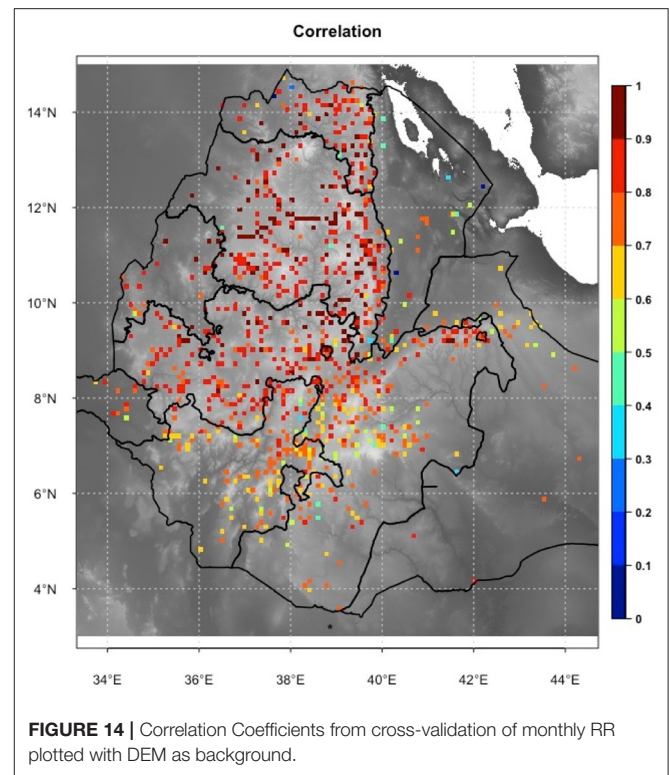 Correlation
14°N
12°N
10°N
8°N
6°N
4°N
34°E 36°E 38°E 40°E 42°E 44°E
1
0.9
0.8
0.7
0.6
0.5
0.4
0.3
0.2
0.1
0
FIGURE 14 | Correlation Coefficients from cross-validation of monthly RR
plotted with DEM as background.